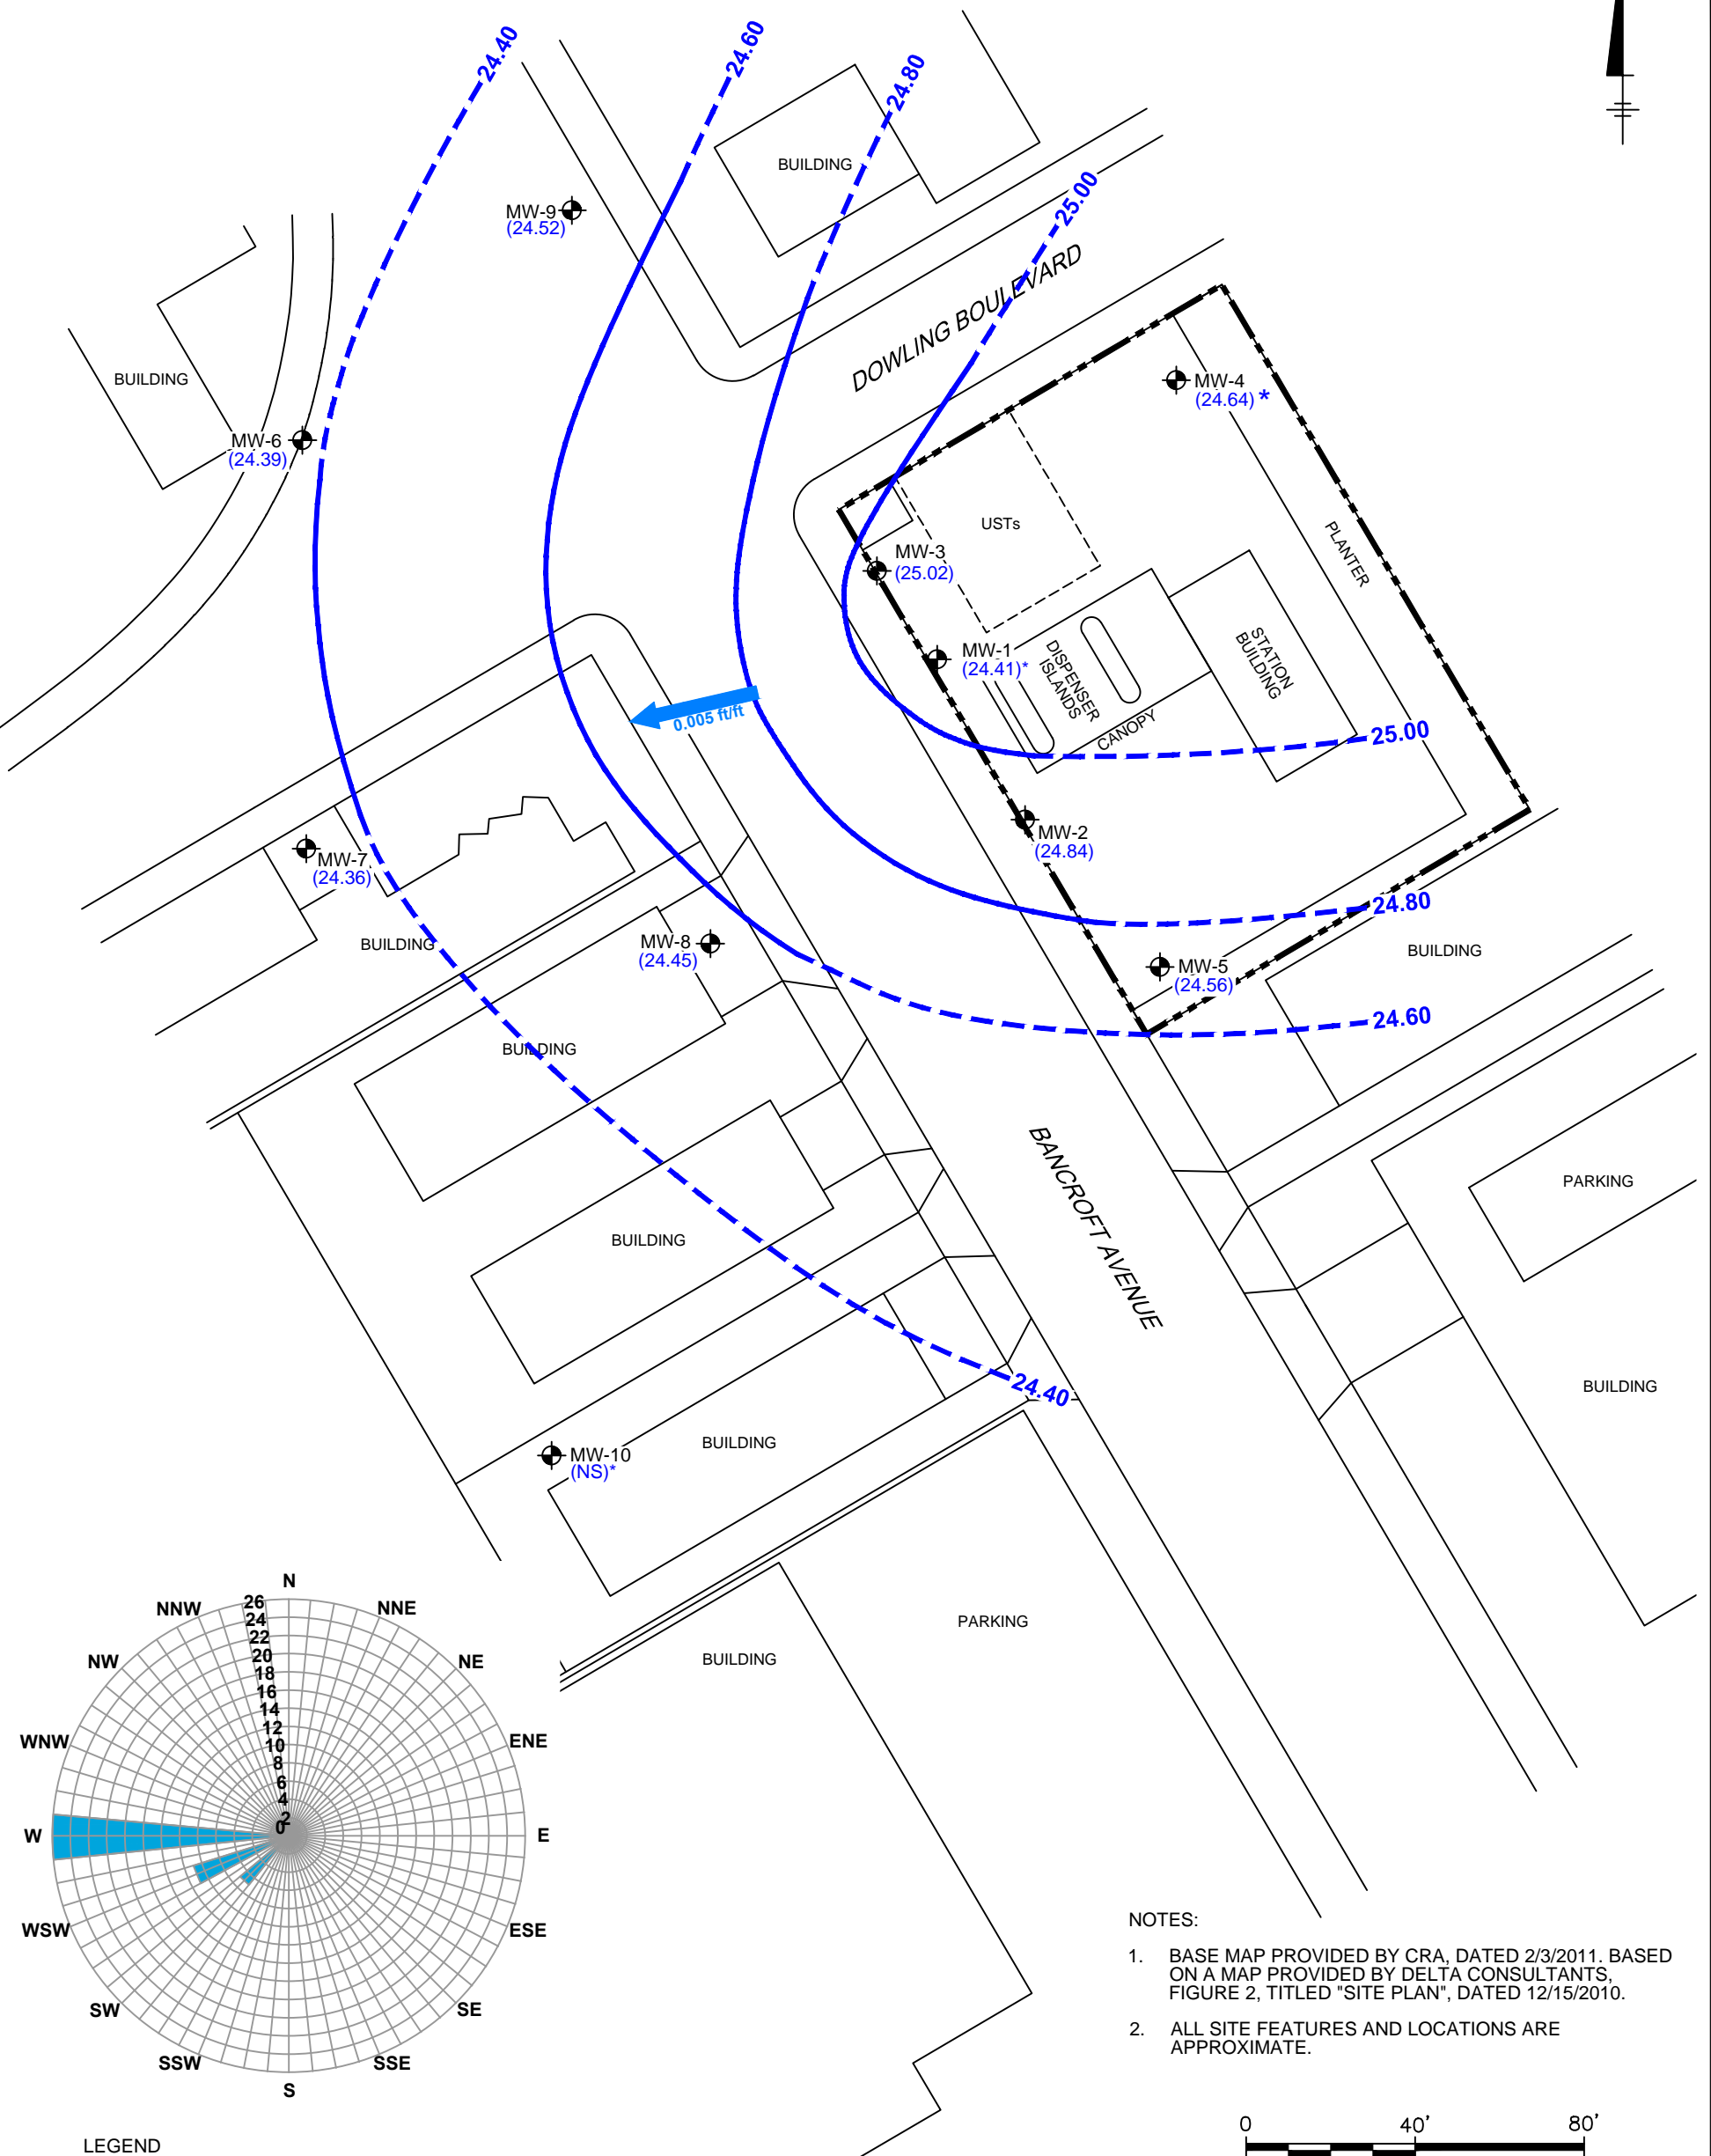 24.40
24.60
24.80
25.00
BUILDING
MW-9
(24.52)
DOWLING BOULEVARD
BUILDING
MW-6
(24.39)
MW-4
(24.64)*
USTs
PLANTER
MW-3
(25.02)
MW-1
(24.41)*
DISPENSER
ISLANDS
CANOPY
STATION
BUILDING
0.005 ft/ft
25.00
MW-2
(24.84)
MW-7
(24.36)
24.80
BUILDING
MW-8
(24.45)
BUILDING
MW-5
(24.56)
24.60
BUILDING
BANCROFT AVENUE
PARKING
BUILDING
24.40
BUILDING
BUILDING
MW-10
(NS)*
PARKING
BUILDING
N
NNE
NE
ENE
E
ESE
SE
SSE
S
SSW
SW
WSW
W
WNW
NW
NNW
26
24
22
20
18
16
14
12
10
8
6
4
2
0
NOTES:
1. BASE MAP PROVIDED BY CRA, DATED 2/3/2011. BASED
ON A MAP PROVIDED BY DELTA CONSULTANTS,
FIGURE 2, TITLED "SITE PLAN", DATED 12/15/2010.
2. ALL SITE FEATURES AND LOCATIONS ARE
APPROXIMATE.
0 40' 80'
LEGEND